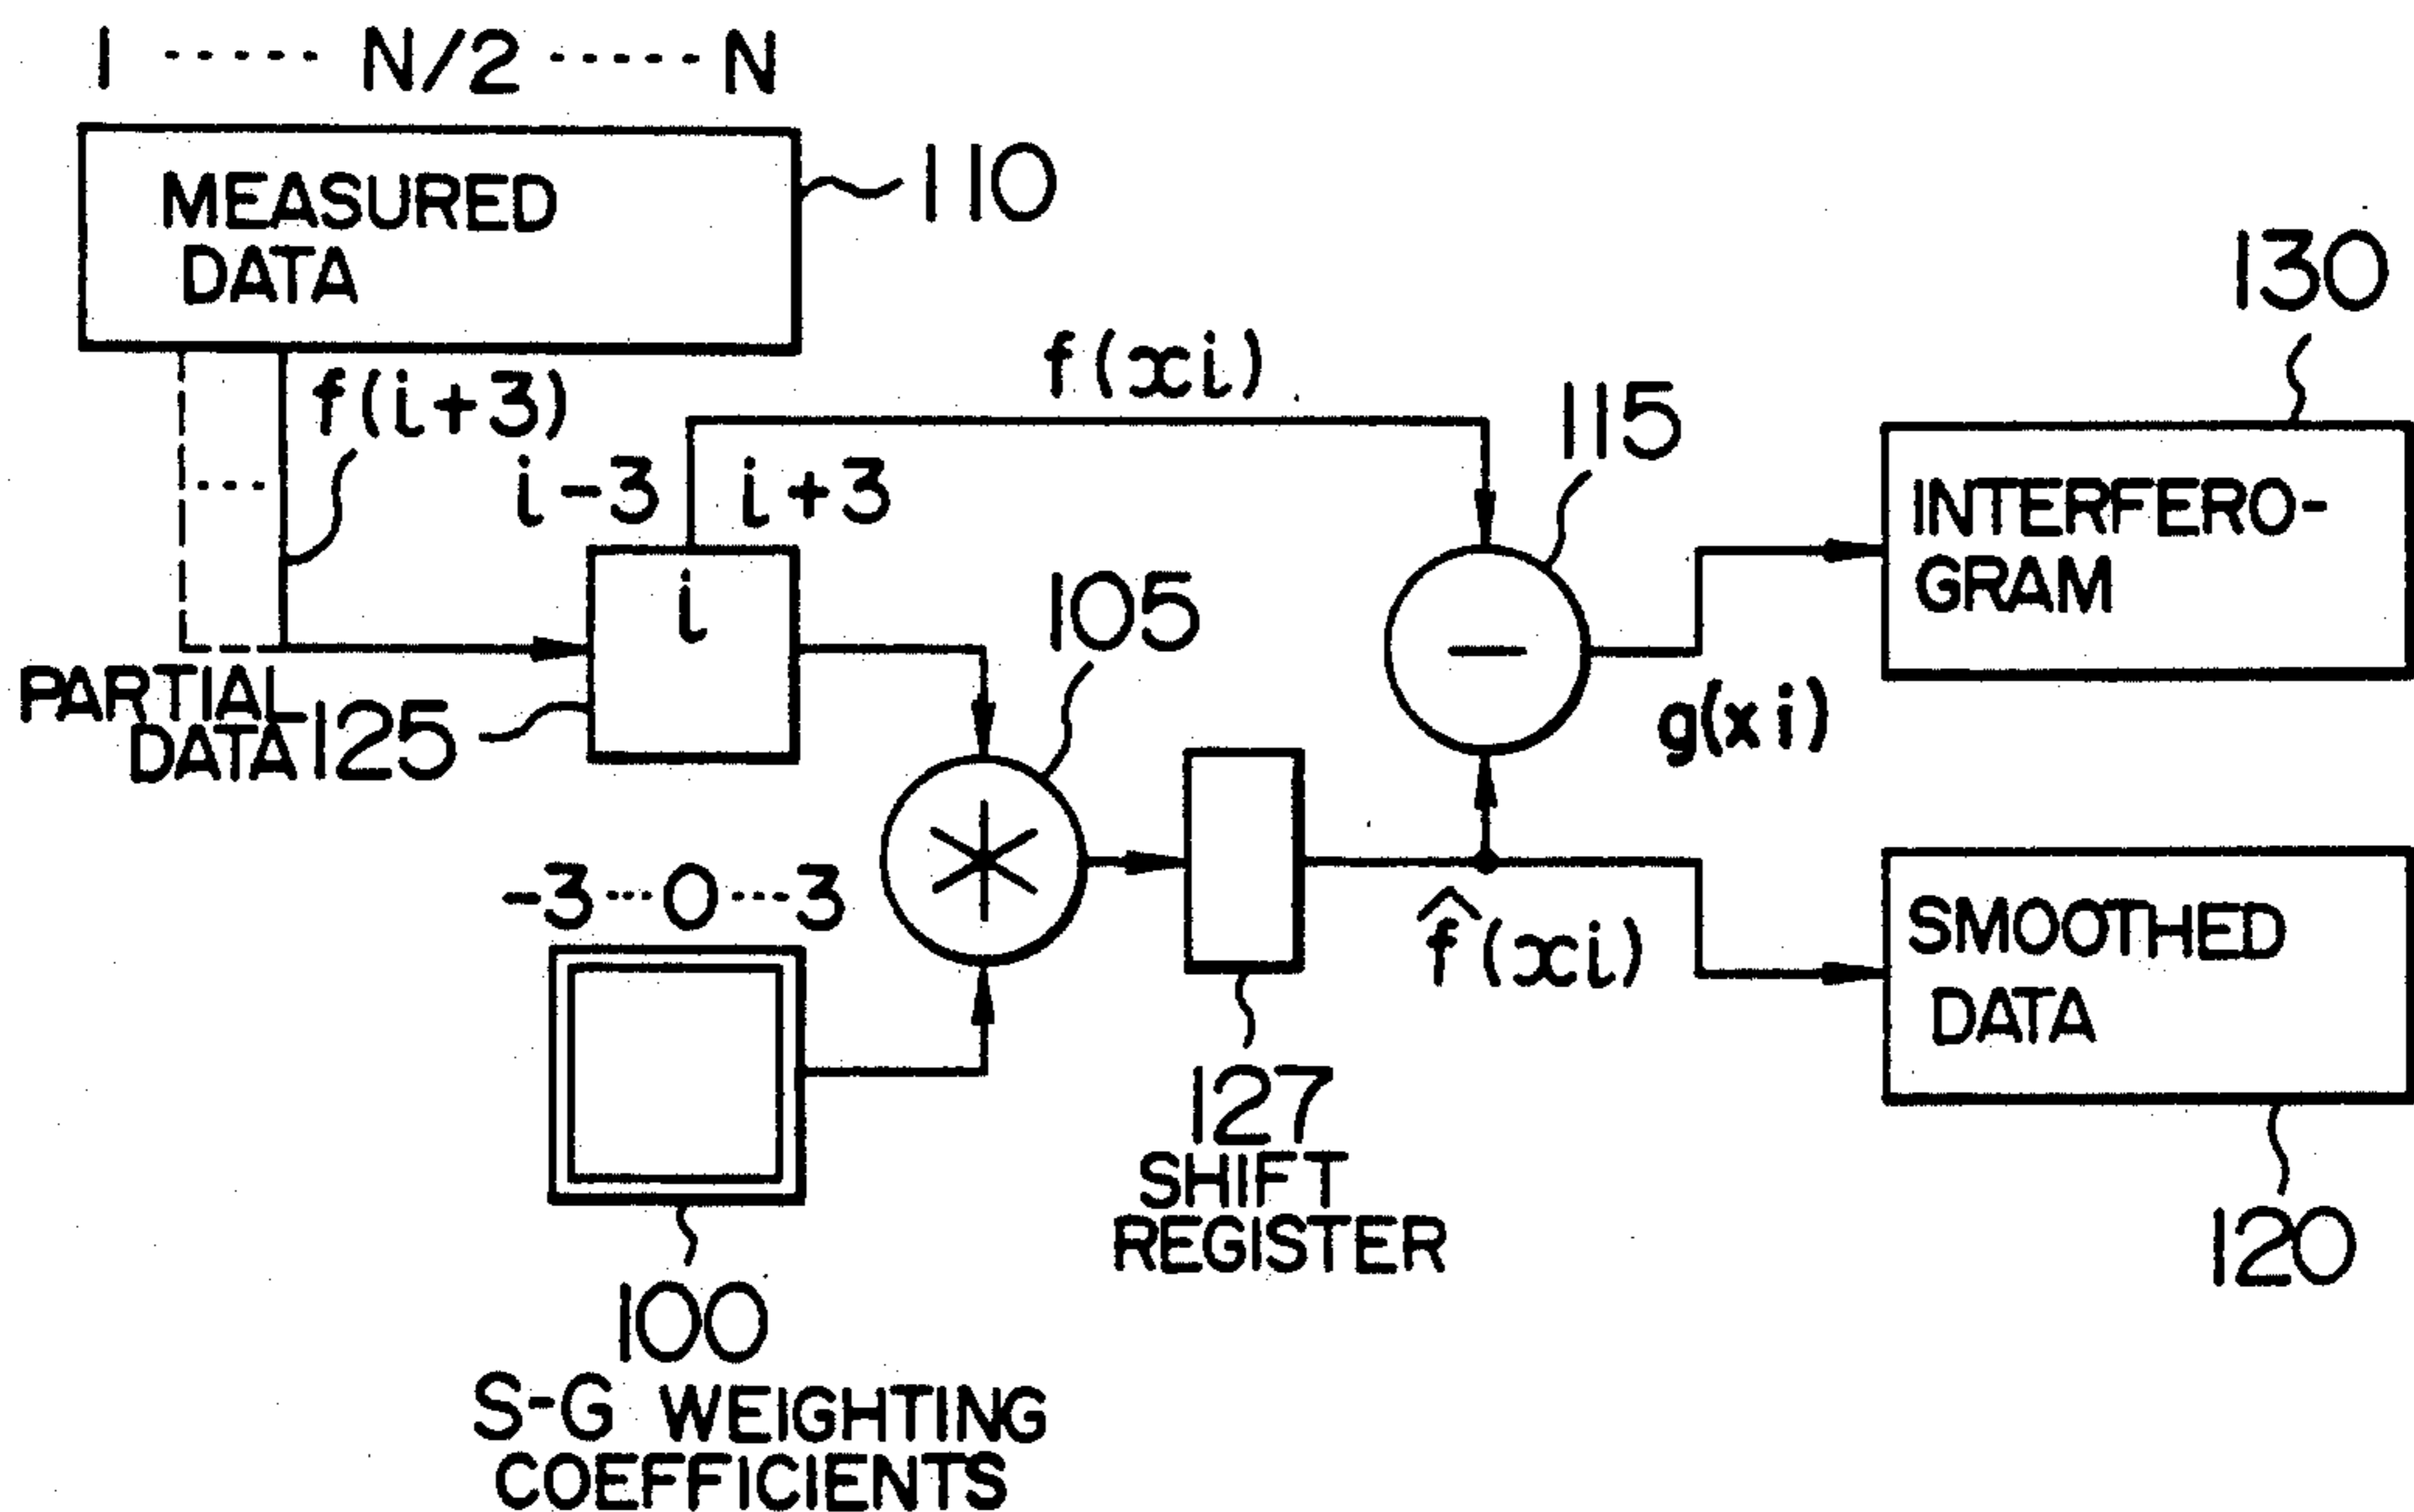 1 ----- N/2 ----- N
MEASURED
DATA
110
f(i+3)
...
i-3
i+3
f(xi)
115
130
INTERFERO-
GRAM
i
PARTIAL
DATA
125
105
*
−
g(xi)
-3...0...3
f̂(xi)
SMOOTHED
DATA
127
SHIFT
REGISTER
120
100
S-G WEIGHTING
COEFFICIENTS